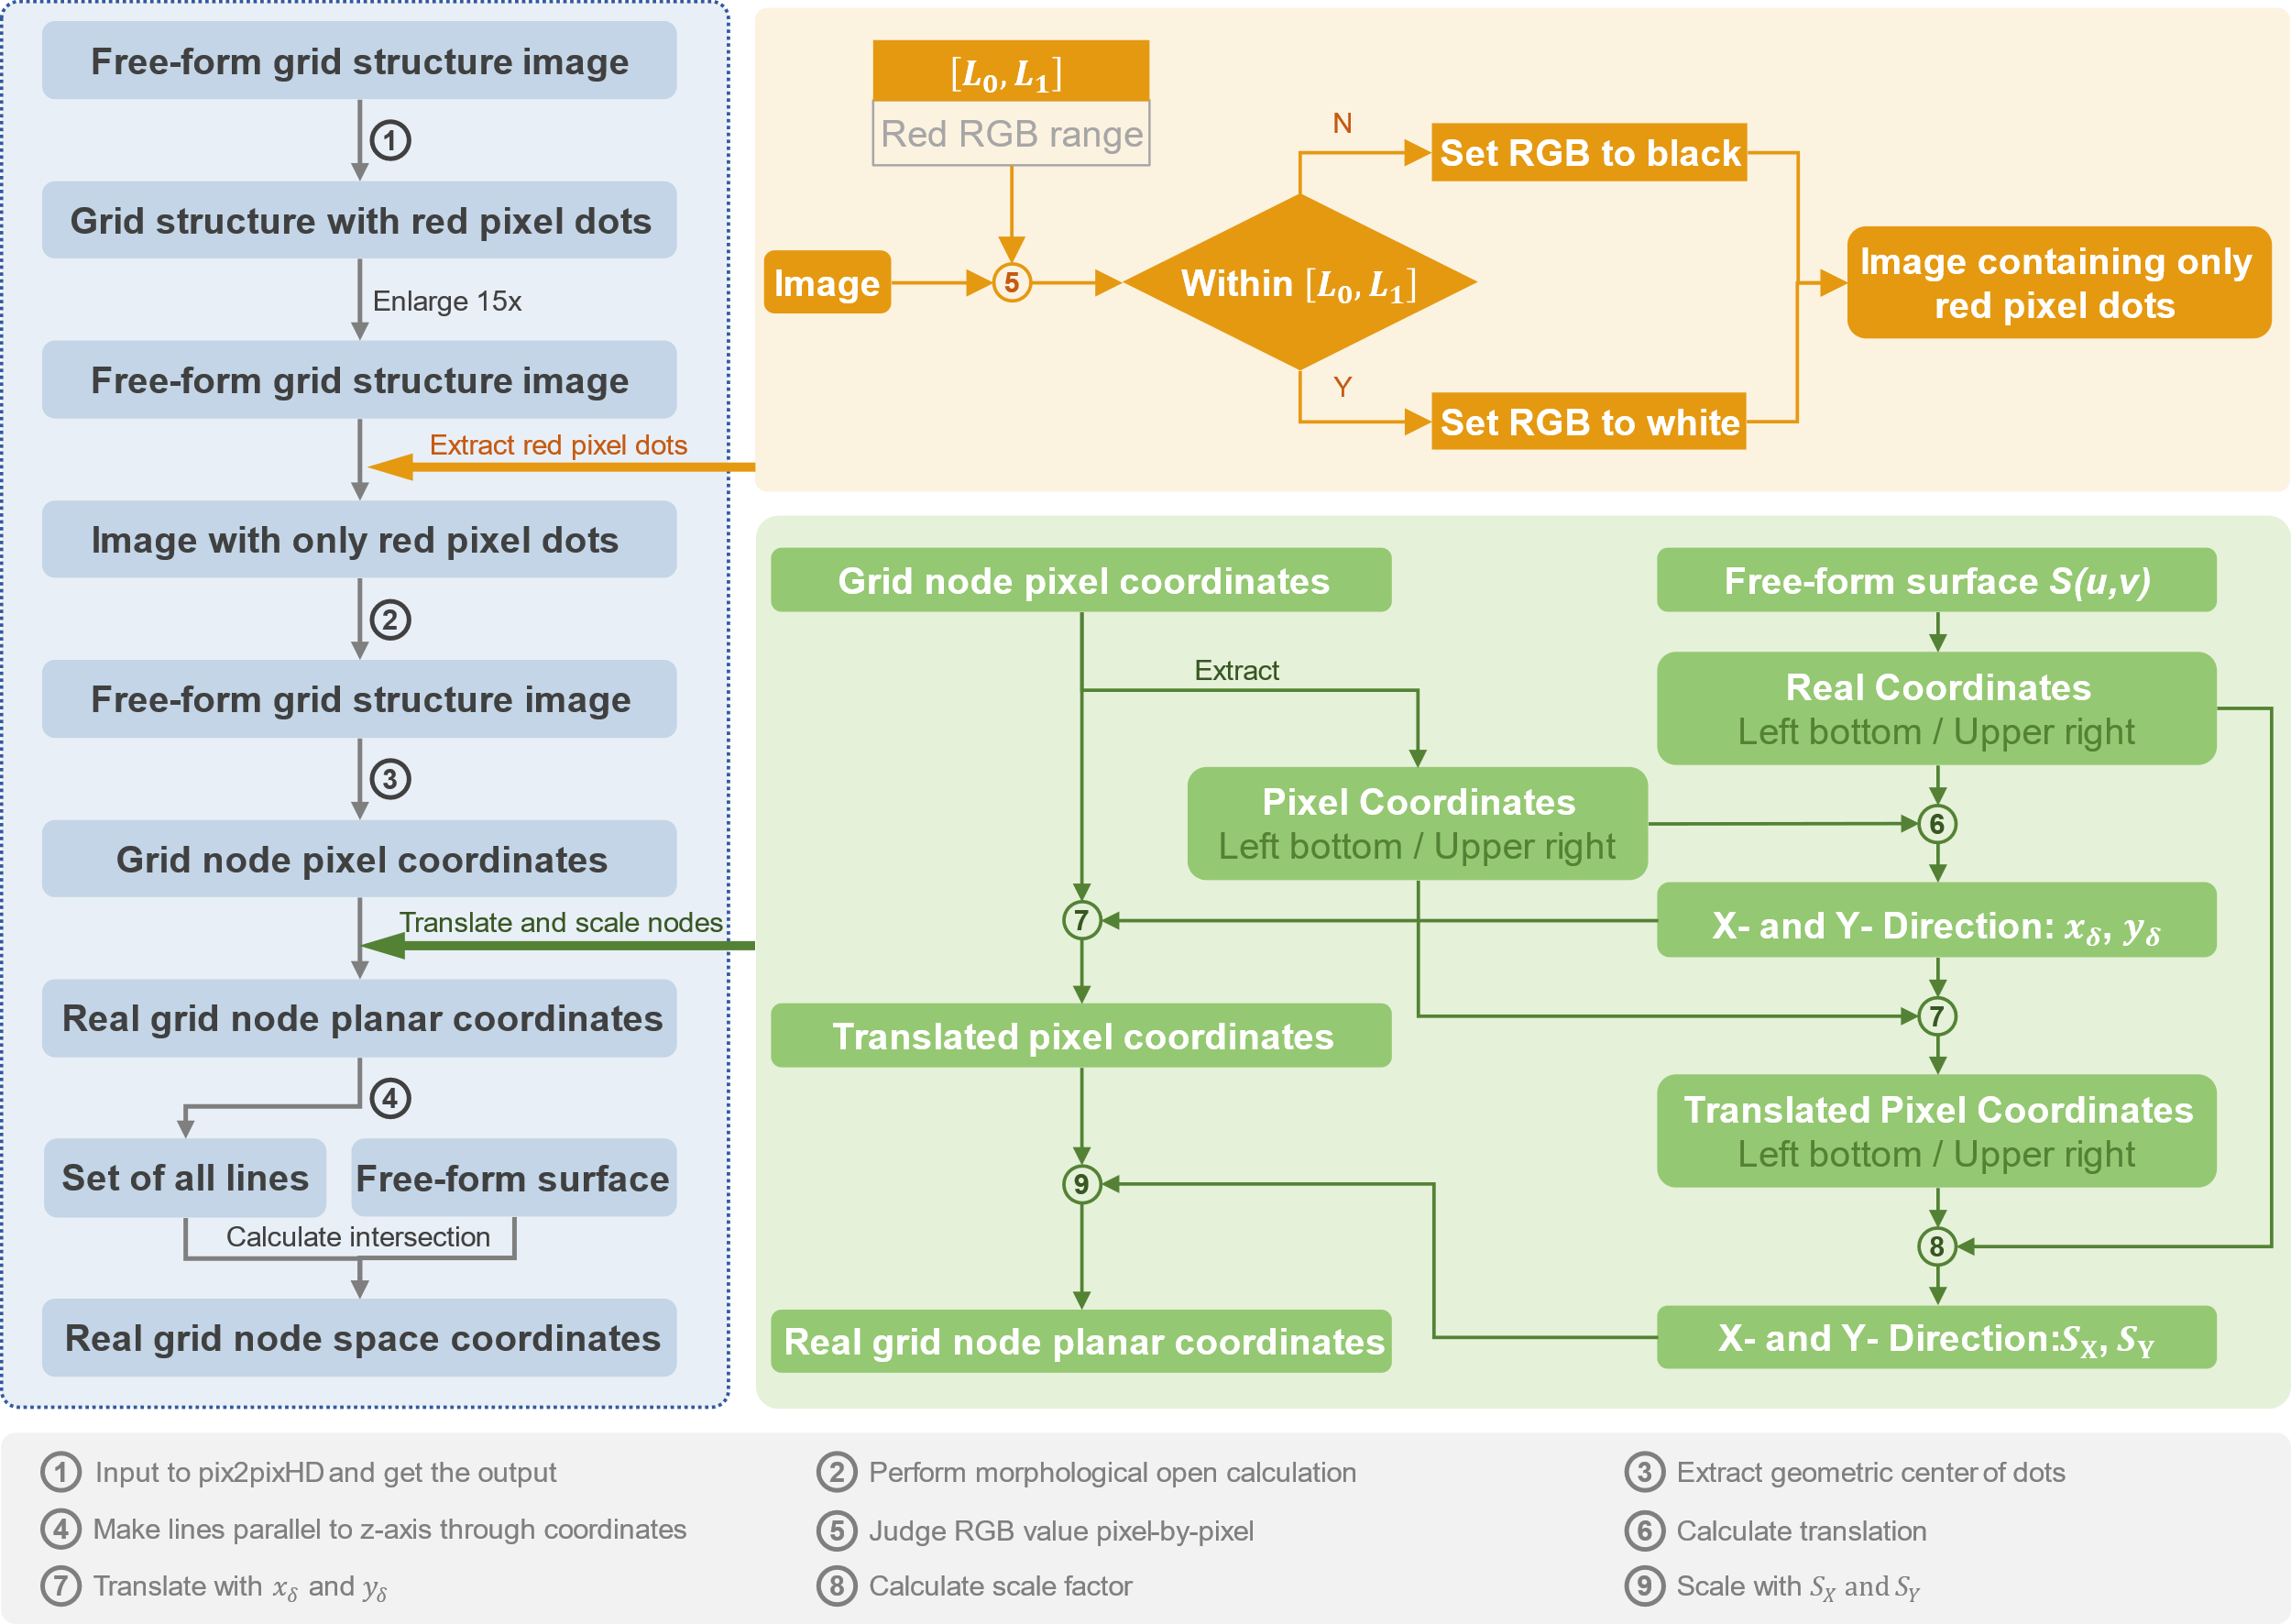 Free-form grid structure image
①
Grid structure with red pixel dots
Enlarge 15x
Free-form grid structure image
Extract red pixel dots
Image with only red pixel dots
②
Free-form grid structure image
③
Grid node pixel coordinates
Translate and scale nodes
Real grid node planar coordinates
④
Set of all lines
Free-form surface
Calculate intersection
Real grid node space coordinates
[L₀, L₁]
Red RGB range
Image
⑤
Within [L₀, L₁]
N
Set RGB to black
Y
Set RGB to white
Image containing only
red pixel dots
Grid node pixel coordinates
Free-form surface S(u,v)
Extract
Real Coordinates
Left bottom / Upper right
Pixel Coordinates
Left bottom / Upper right
⑥
⑦
X- and Y- Direction: x_δ, y_δ
⑦
Translated pixel coordinates
Translated Pixel Coordinates
Left bottom / Upper right
⑨
⑧
Real grid node planar coordinates
X- and Y- Direction:S_X, S_Y
① Input to pix2pixHD and get the output
② Perform morphological open calculation
③ Extract geometric center of dots
④ Make lines parallel to z-axis through coordinates
⑤ Judge RGB value pixel-by-pixel
⑥ Calculate translation
⑦ Translate with x_δ and y_δ
⑧ Calculate scale factor
⑨ Scale with S_X and S_Y